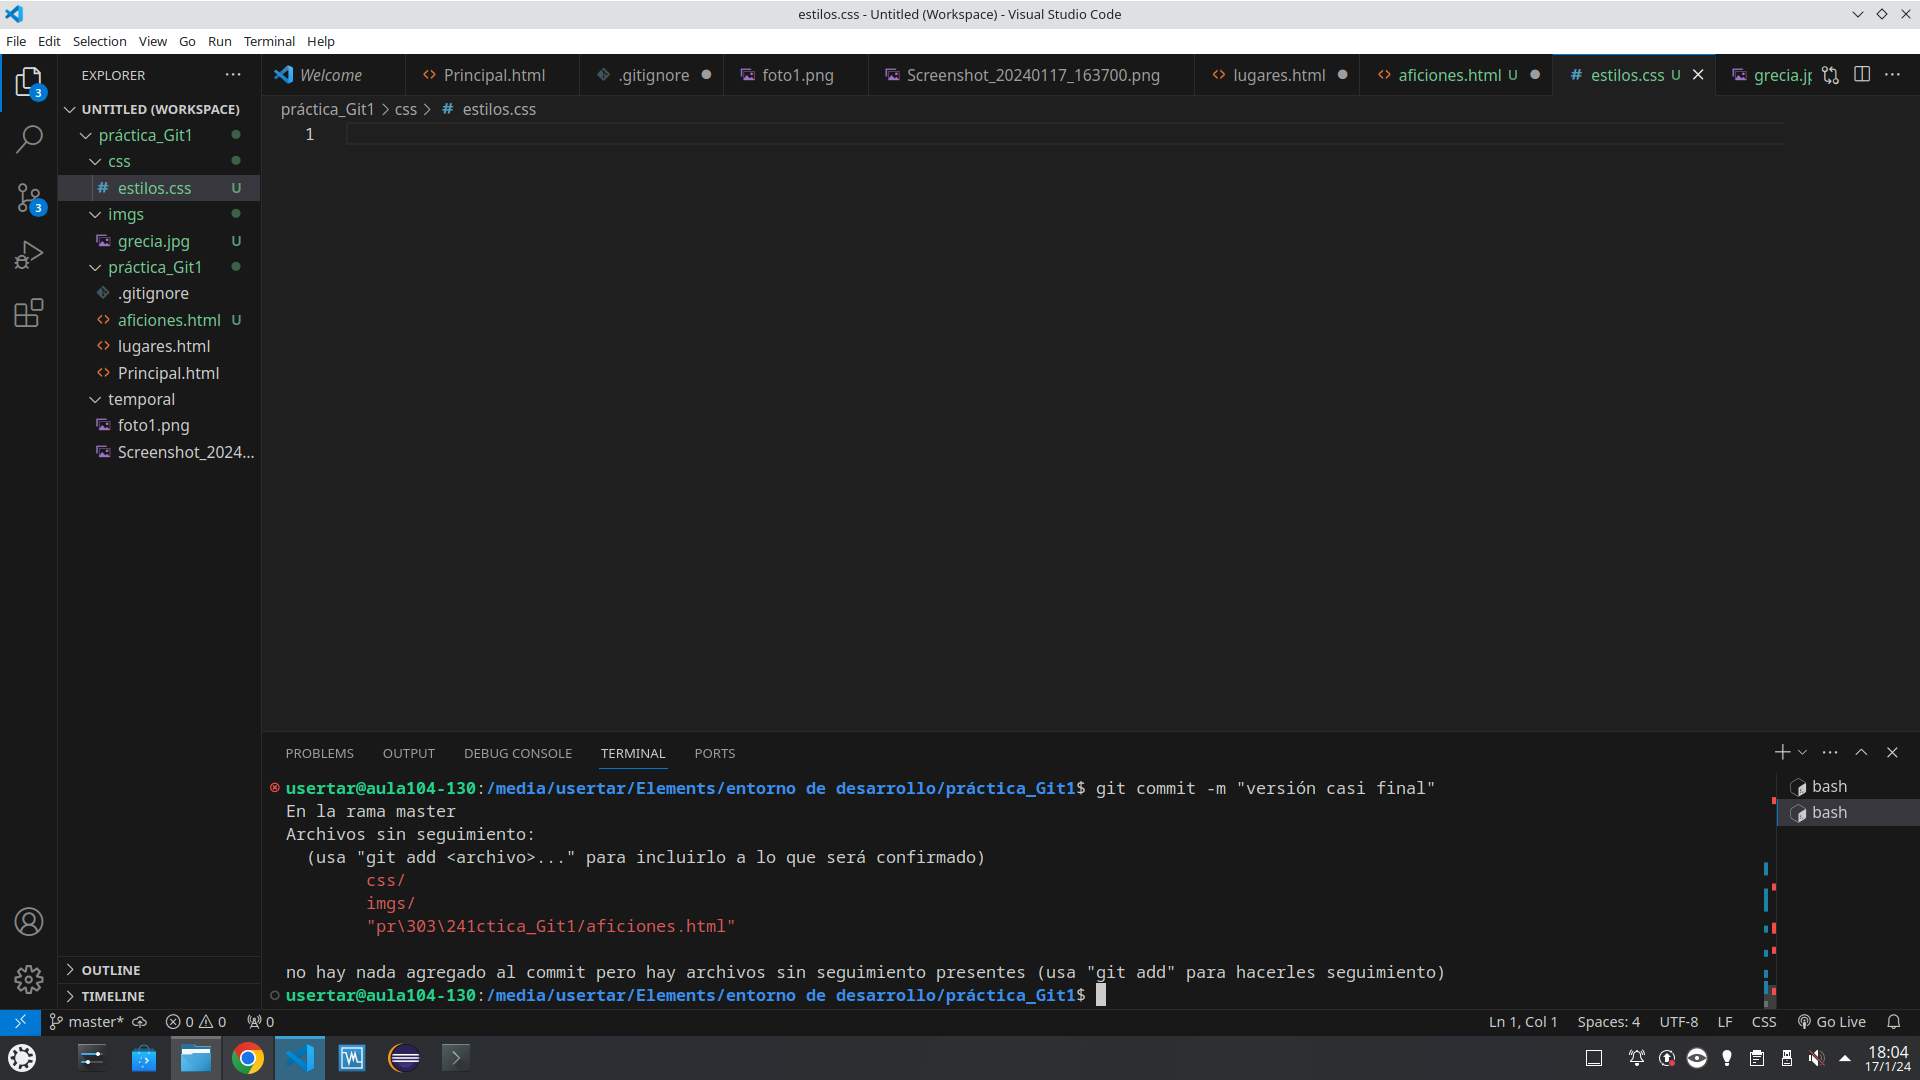 estilos.css - Untitled (Workspace) - Visual Studio Code
File Edit Selection View Go Run Terminal Help
EXPLORER
Welcome
Principal.html
.gitignore
foto1.png
Screenshot_20240117_163700.png
lugares.html
aficiones.html U
# estilos.css U
grecia.jp
práctica_Git1 > css > # estilos.css
1
3
3
UNTITLED (WORKSPACE)
práctica_Git1
css
# estilos.css U
imgs
grecia.jpg U
práctica_Git1
.gitignore
aficiones.html U
lugares.html
Principal.html
temporal
foto1.png
Screenshot_2024...
OUTLINE
TIMELINE
PROBLEMS OUTPUT DEBUG CONSOLE TERMINAL PORTS
usertar@aula104-130:/media/usertar/Elements/entorno de desarrollo/práctica_Git1$ git commit -m "versión casi final"
En la rama master
Archivos sin seguimiento:
(usa "git add <archivo>..." para incluirlo a lo que será confirmado)
css/
imgs/
"pr\303\241ctica_Git1/aficiones.html"
no hay nada agregado al commit pero hay archivos sin seguimiento presentes (usa "git add" para hacerles seguimiento)
usertar@aula104-130:/media/usertar/Elements/entorno de desarrollo/práctica_Git1$
bash
bash
master* 0 0 0
Ln 1, Col 1 Spaces: 4 UTF-8 LF CSS Go Live
18:04
17/1/24